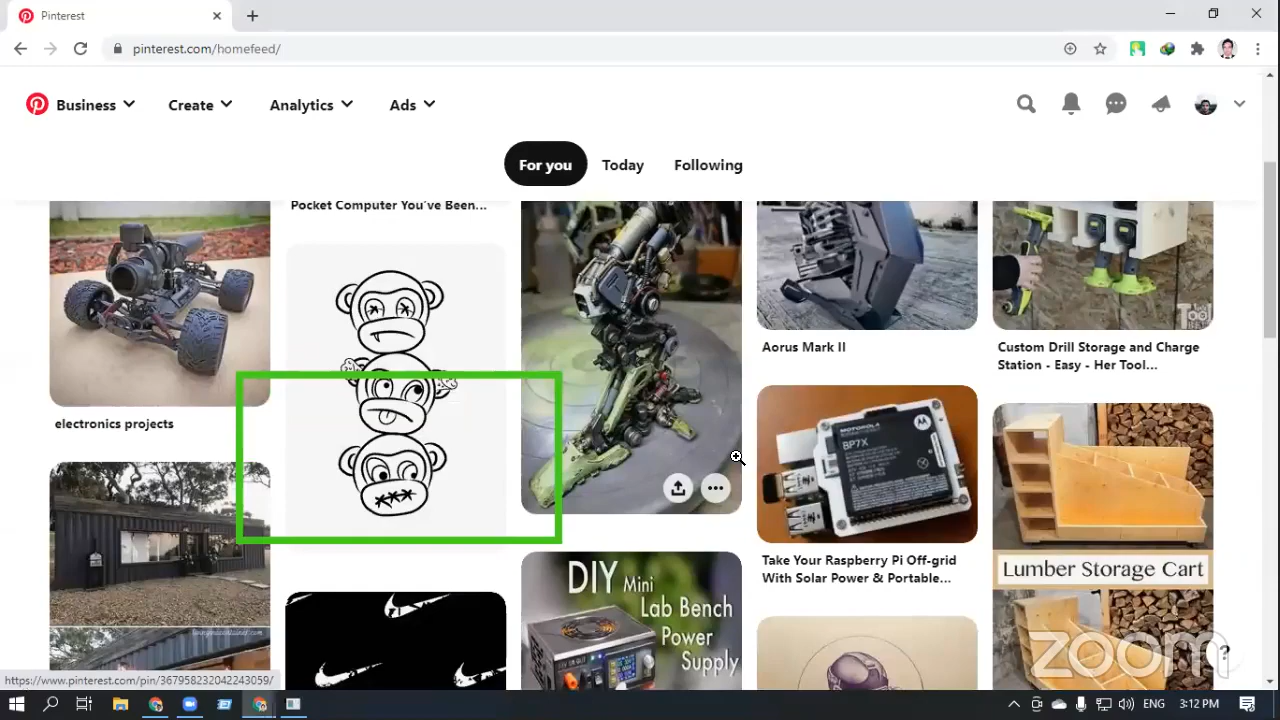 Pinterest
pinterest.com/homefeed/
Business
Create
Analytics
Ads
For you
Today
Following
Pocket Computer You've Been...
electronics projects
Aorus Mark II
Custom Drill Storage and Charge
Station - Easy - Her Tool...
MOTOROLA
BP7X
Take Your Raspberry Pi Off-grid
With Solar Power & Portable...
Lumber Storage Cart
DIY Mini
Lab Bench
Power
Supply
zoom
https://www.pinterest.com/pin/367958232042243059/
ENG
3:12 PM